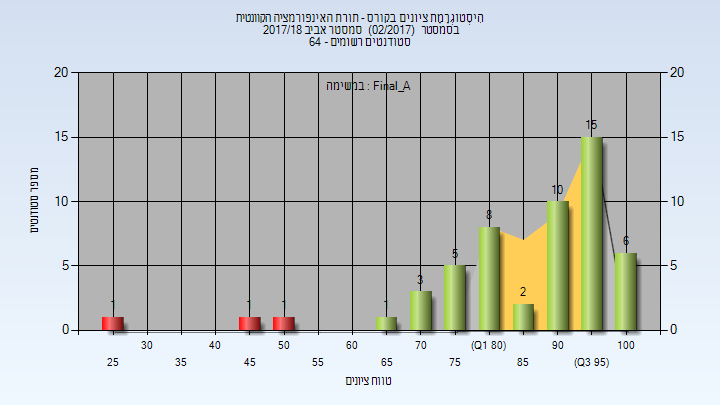 היסטוגרמת ציונים בקורס - תורת האינפורמציה הקוונטית
בסמסטר (02/2017) סמסטר אביב 2017/18
סטודנטים רשומים - 64
במשימה : Final_A
20 20
15 15
10 10
5 5
0 0
מספר סטודנטים
1 1 1 1 3 5 8 2 10 15 6
30 40 50 60 70 (Q1 80) 90 100
25 35 45 55 65 75 85 (Q3 95)
טווח ציונים